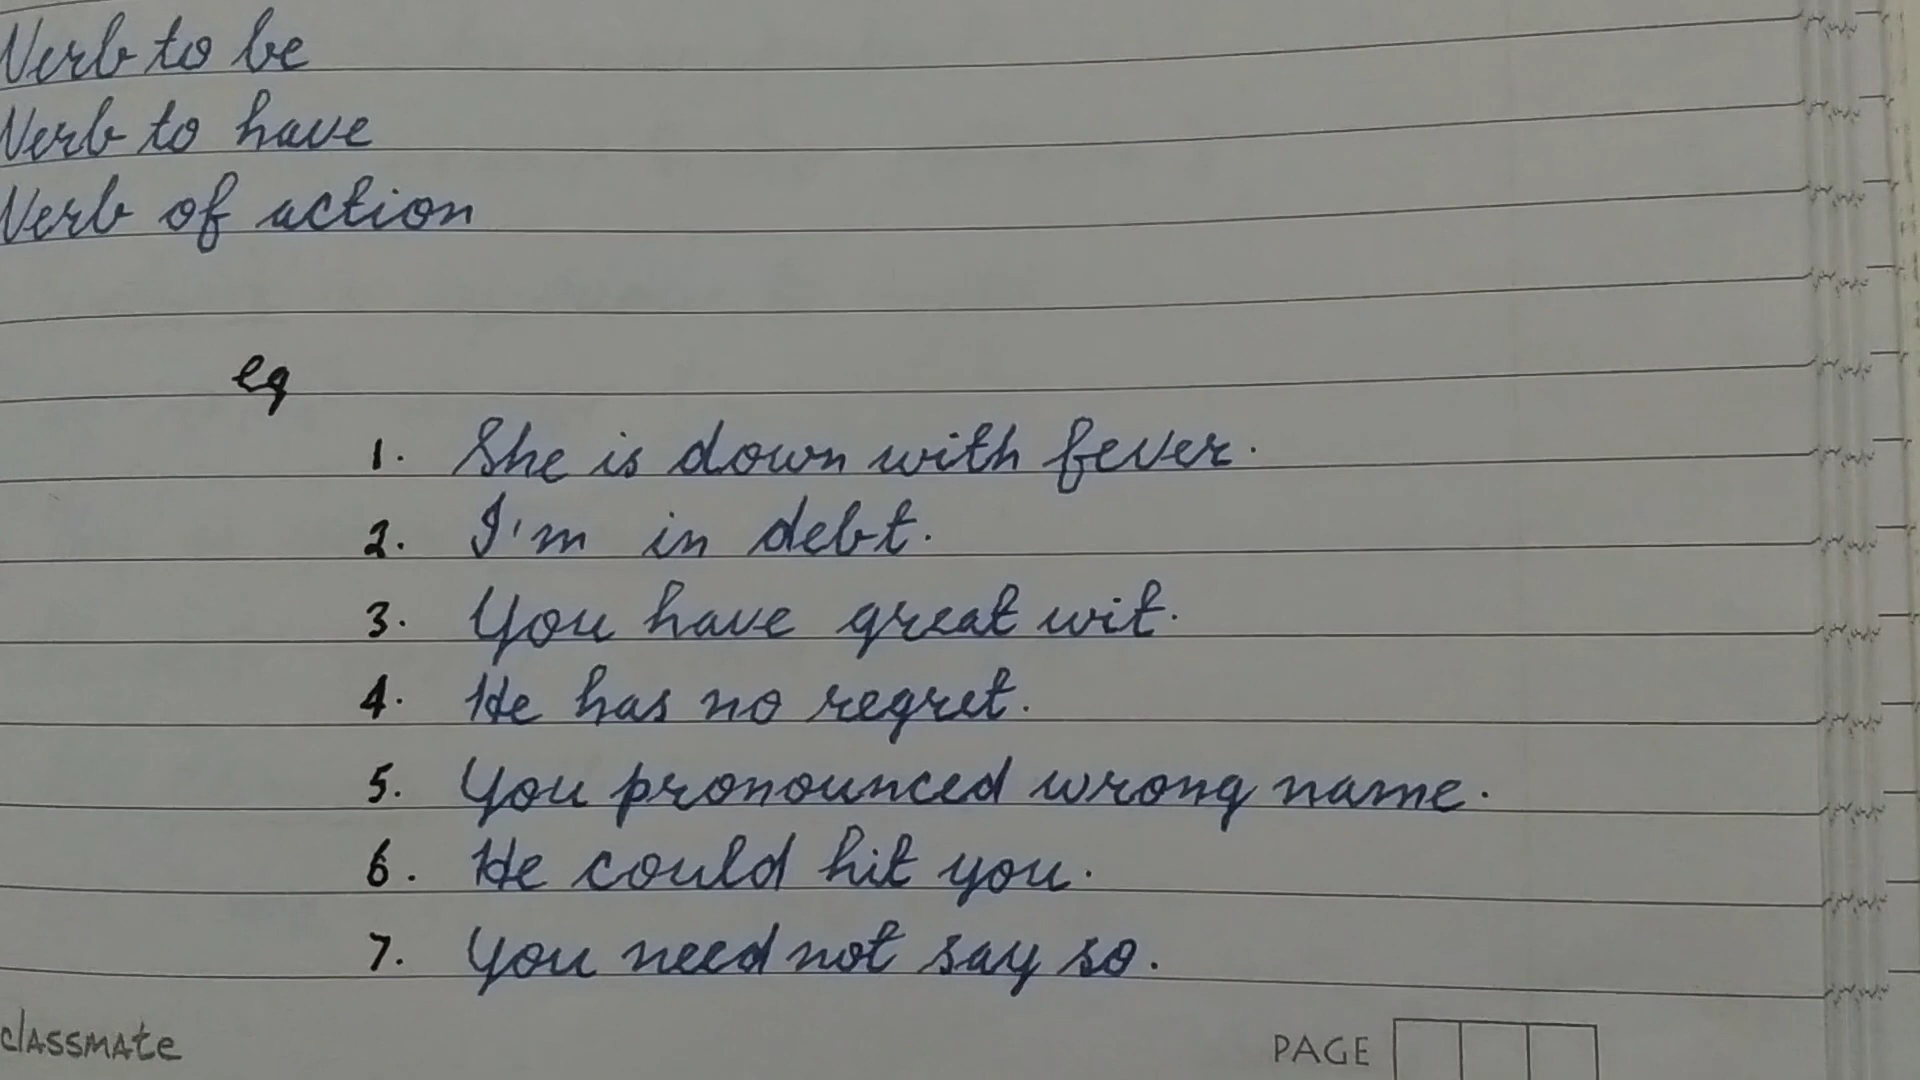 Verb to be
Verb to have
Verb of action
eg
1. She is down with fever.
2. I'm in debt.
3. You have great wit.
4. He has no regret.
5. You pronounced wrong name.
6. He could hit you.
7. You need not say so.
classmate
PAGE